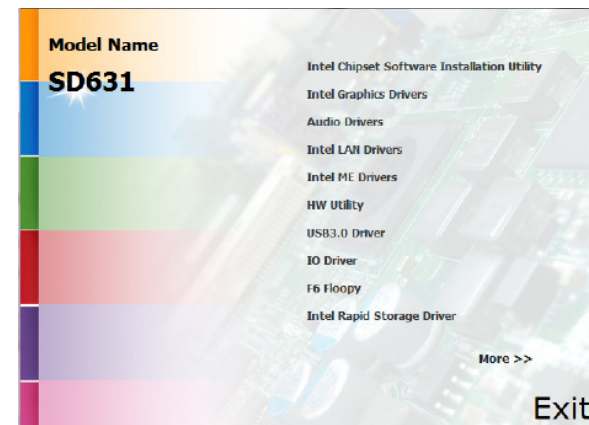 Model Name
SD631
Intel Chipset Software Installation Utility
Intel Graphics Drivers
Audio Drivers
Intel LAN Drivers
Intel ME Drivers
HW Utility
USB3.0 Driver
IO Driver
F6 Floopy
Intel Rapid Storage Driver
More >>
Exit